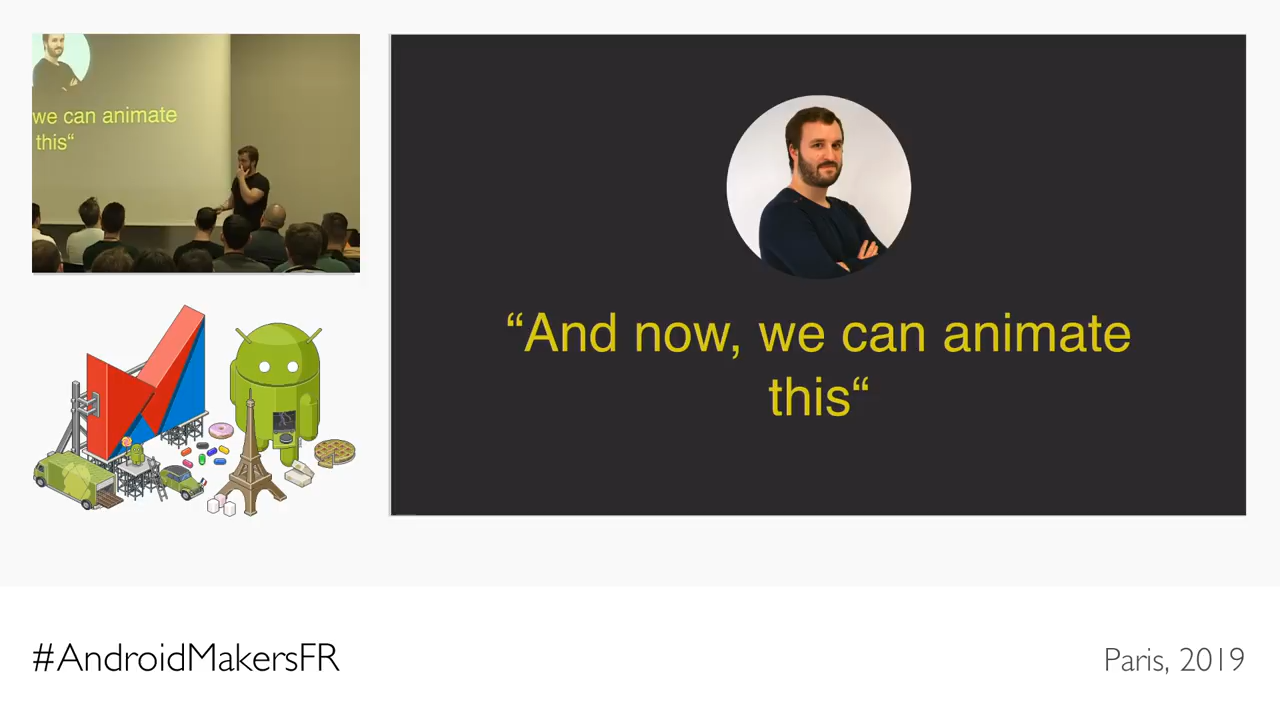 we can animate
this“
“And now, we can animate
this“
#AndroidMakersFR
Paris, 2019